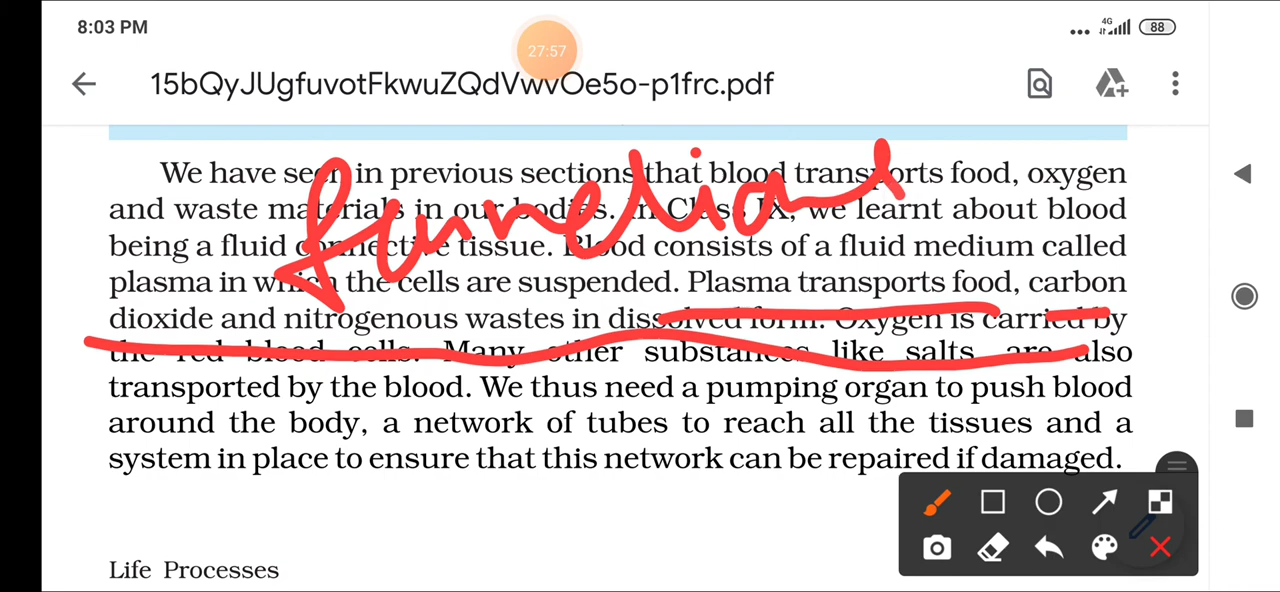 8:03 PM
27:57
4G
88
15bQyJUgfuvotFkwuZQdVwvOe5o-p1frc.pdf
We have seen in previous sections that blood transports food, oxygen
and waste materials in our bodies. In Class IX, we learnt about blood
being a fluid connective tissue. Blood consists of a fluid medium called
plasma in which the cells are suspended. Plasma transports food, carbon
dioxide and nitrogenous wastes in dissolved form. Oxygen is carried by
the red blood cells. Many other substances like salts, are also
transported by the blood. We thus need a pumping organ to push blood
around the body, a network of tubes to reach all the tissues and a
system in place to ensure that this network can be repaired if damaged.
Life Processes